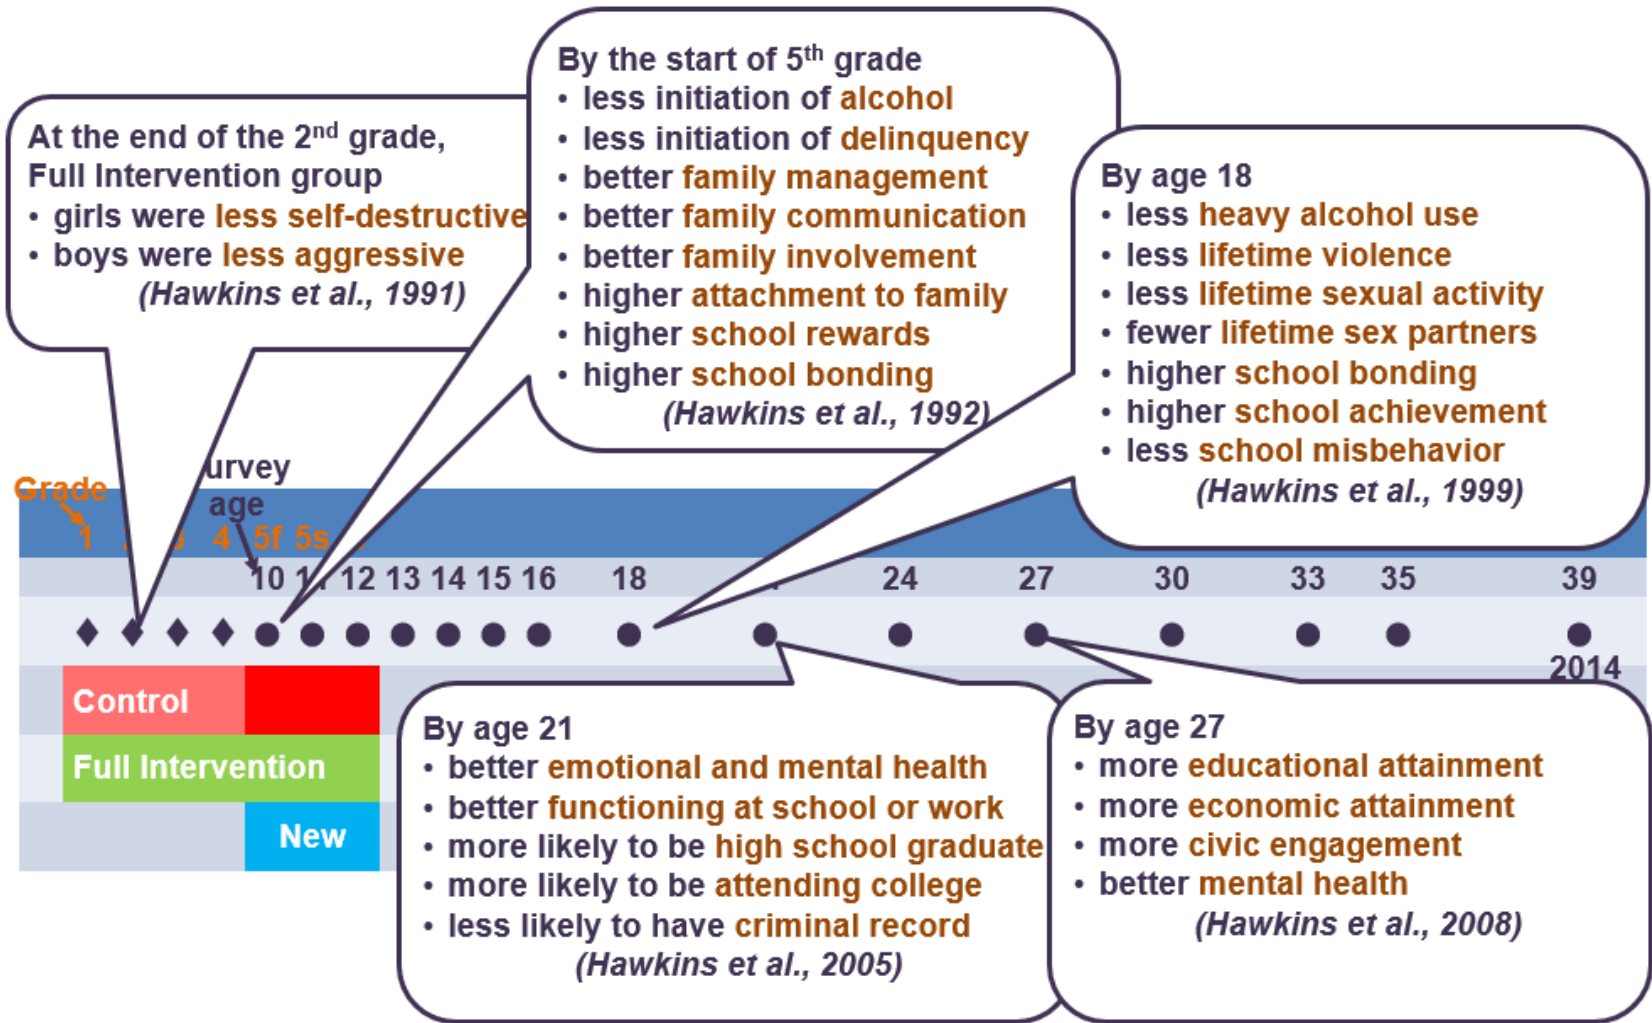 At the end of the 2nd grade,
Full Intervention group
• girls were less self-destructive
• boys were less aggressive
(Hawkins et al., 1991)
By the start of 5th grade
• less initiation of alcohol
• less initiation of delinquency
• better family management
• better family communication
• better family involvement
• higher attachment to family
• higher school rewards
• higher school bonding
(Hawkins et al., 1992)
By age 18
• less heavy alcohol use
• less lifetime violence
• less lifetime sexual activity
• fewer lifetime sex partners
• higher school bonding
• higher school achievement
• less school misbehavior
(Hawkins et al., 1999)
Grade
urvey
age
1 4 5f 5s
10 12 13 14 15 16 18 24 27 30 33 35 39
2014
Control
Full Intervention
New
By age 21
• better emotional and mental health
• better functioning at school or work
• more likely to be high school graduate
• more likely to be attending college
• less likely to have criminal record
(Hawkins et al., 2005)
By age 27
• more educational attainment
• more economic attainment
• more civic engagement
• better mental health
(Hawkins et al., 2008)